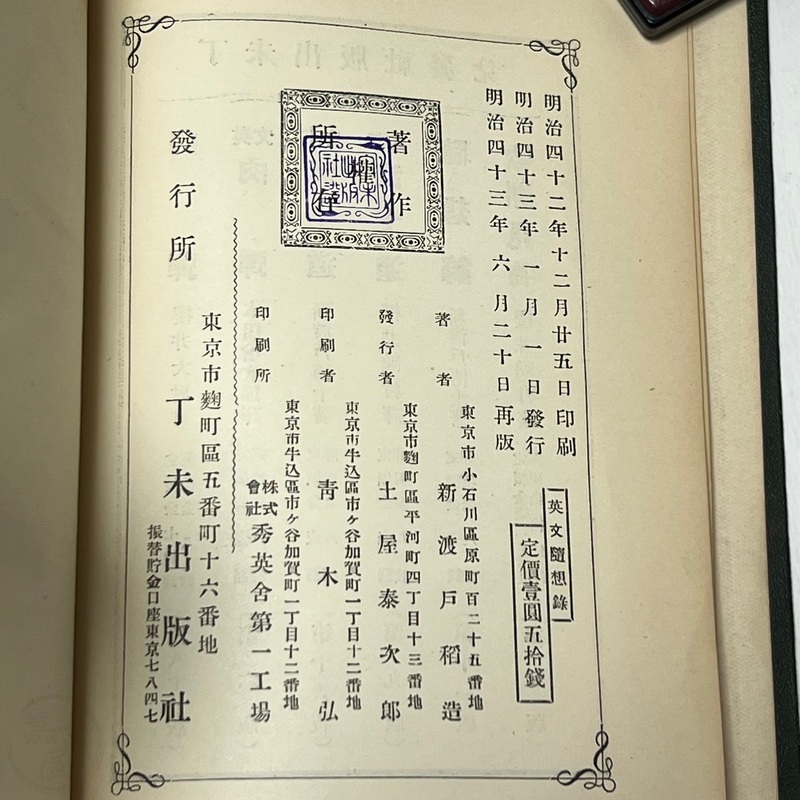 明治四十二年十二月廿五日印刷
明治四十三年一月一日發行
明治四十三年六月二十日再版
英文隨想錄
定價壹圓五拾錢
著作權所有
東京市小石川區原町百二十五番地
著者 新渡戶稻造
東京市麴町區平河町四丁目十三番地
發行者 土屋泰次郎
東京市牛込區市ヶ谷加賀町一丁目十二番地
印刷者 青木弘
東京市牛込區市ヶ谷加賀町一丁目十二番地
印刷所 株式會社秀英舍第一工場
發行所
東京市麴町區五番町十六番地
丁未出版社
振替貯金口座東京七八四七